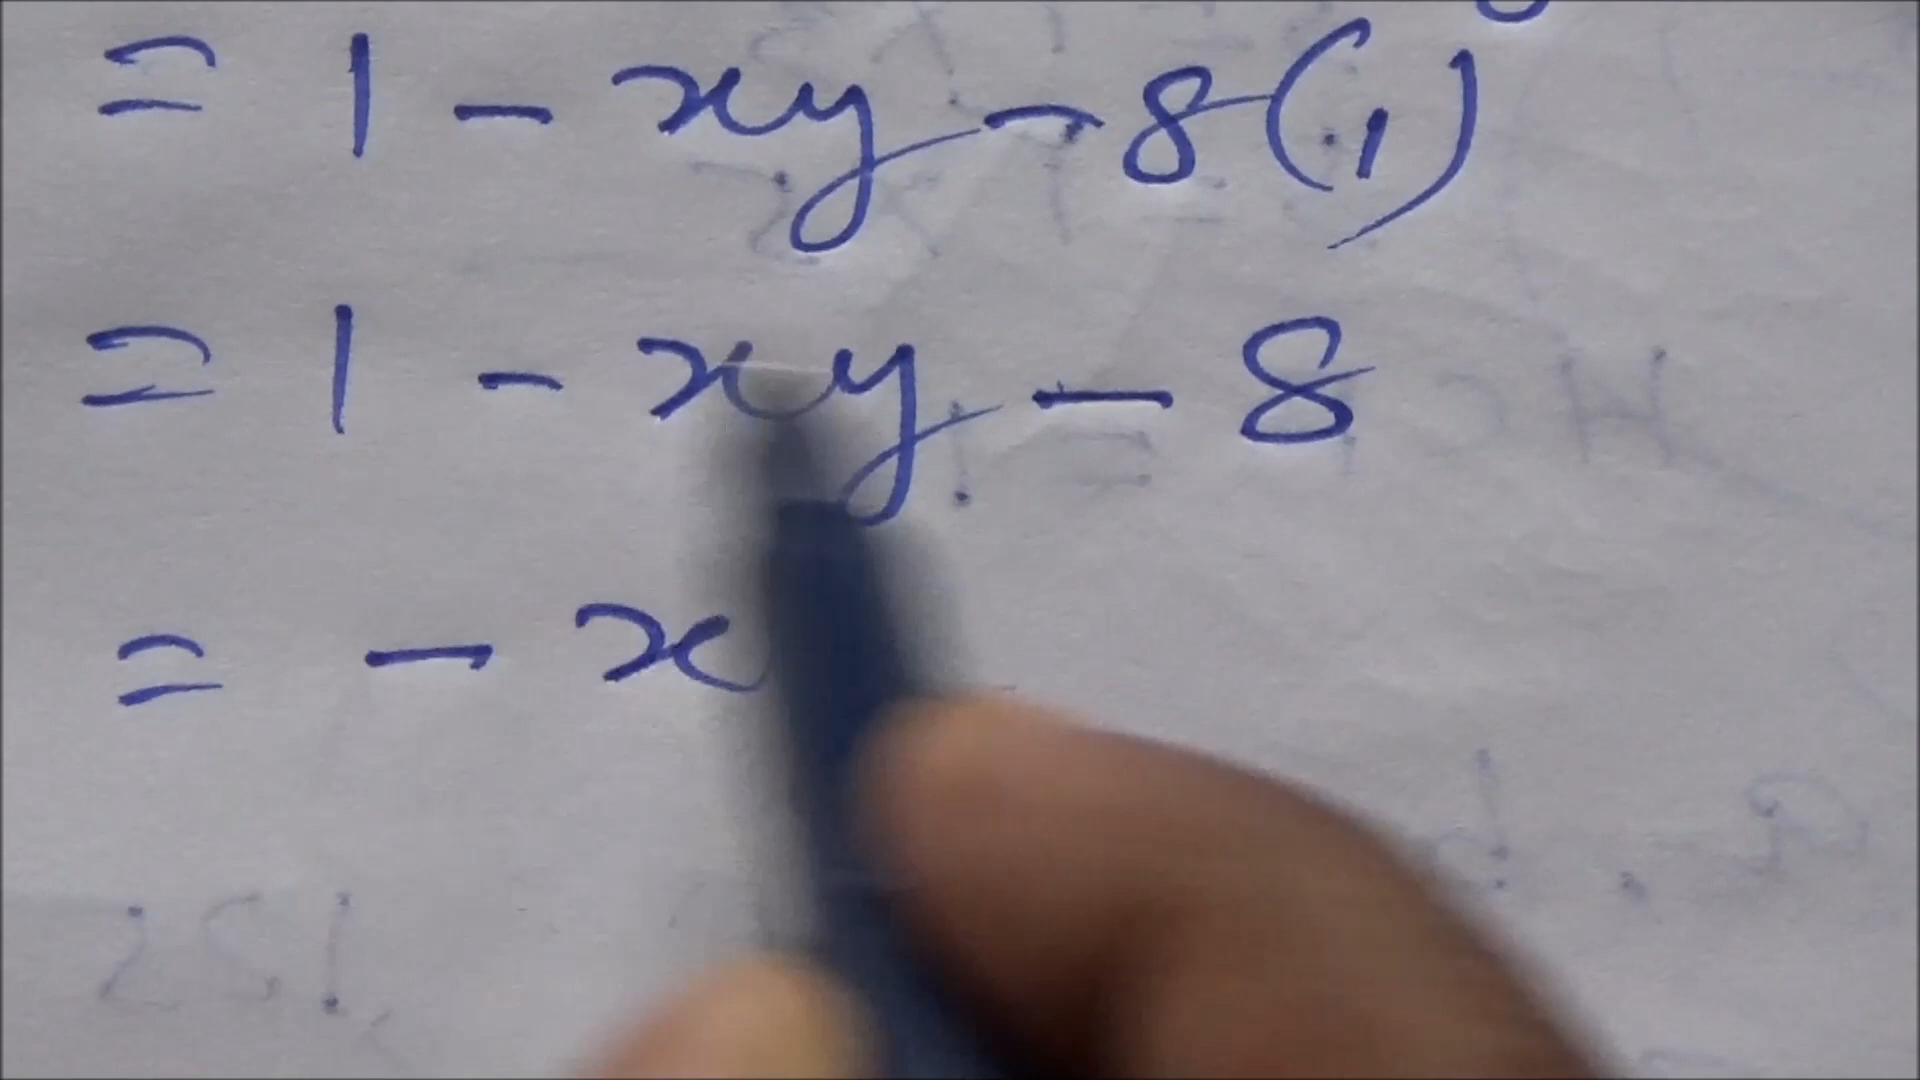 = 1 - xy - 8(1)
= 1 - xy - 8
= - x